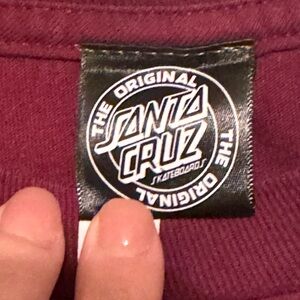 THE ORIGINAL
SANTA
CRUZ
SKATEBOARDS
THE ORIGINAL